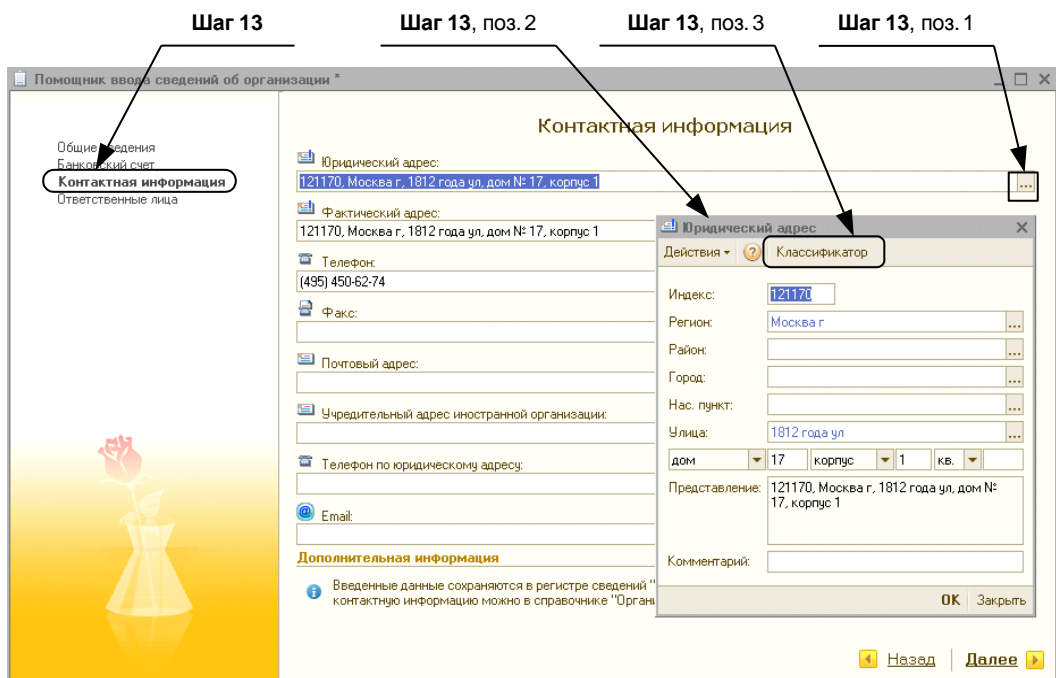 Шаг 13
Шаг 13, поз. 2
Шаг 13, поз. 3
Шаг 13, поз. 1
Помощник ввода сведений об организации *
Общие сведения
Банковский счет
Контактная информация
Ответственные лица
Контактная информация
Юридический адрес:
121170, Москва г, 1812 года ул, дом № 17, корпус 1
...
Фактический адрес:
121170, Москва г, 1812 года ул, дом № 17, корпус 1
Телефон:
(495) 450-62-74
Факс:
Почтовый адрес:
Учредительный адрес иностранной организации:
Телефон по юридическому адресу:
Email:
Дополнительная информация
Введенные данные сохраняются в регистре сведений "
контактную информацию можно в справочнике "Органи
Юридический адрес
Действия
?
Классификатор
Индекс: 121170
Регион: Москва г ...
Район: ...
Город: ...
Нас. пункт: ...
Улица: 1812 года ул ...
дом 17 корпус 1 кв.
Представление: 121170, Москва г, 1812 года ул, дом №
17, корпус 1
Комментарий:
OK Закрыть
Назад Далее